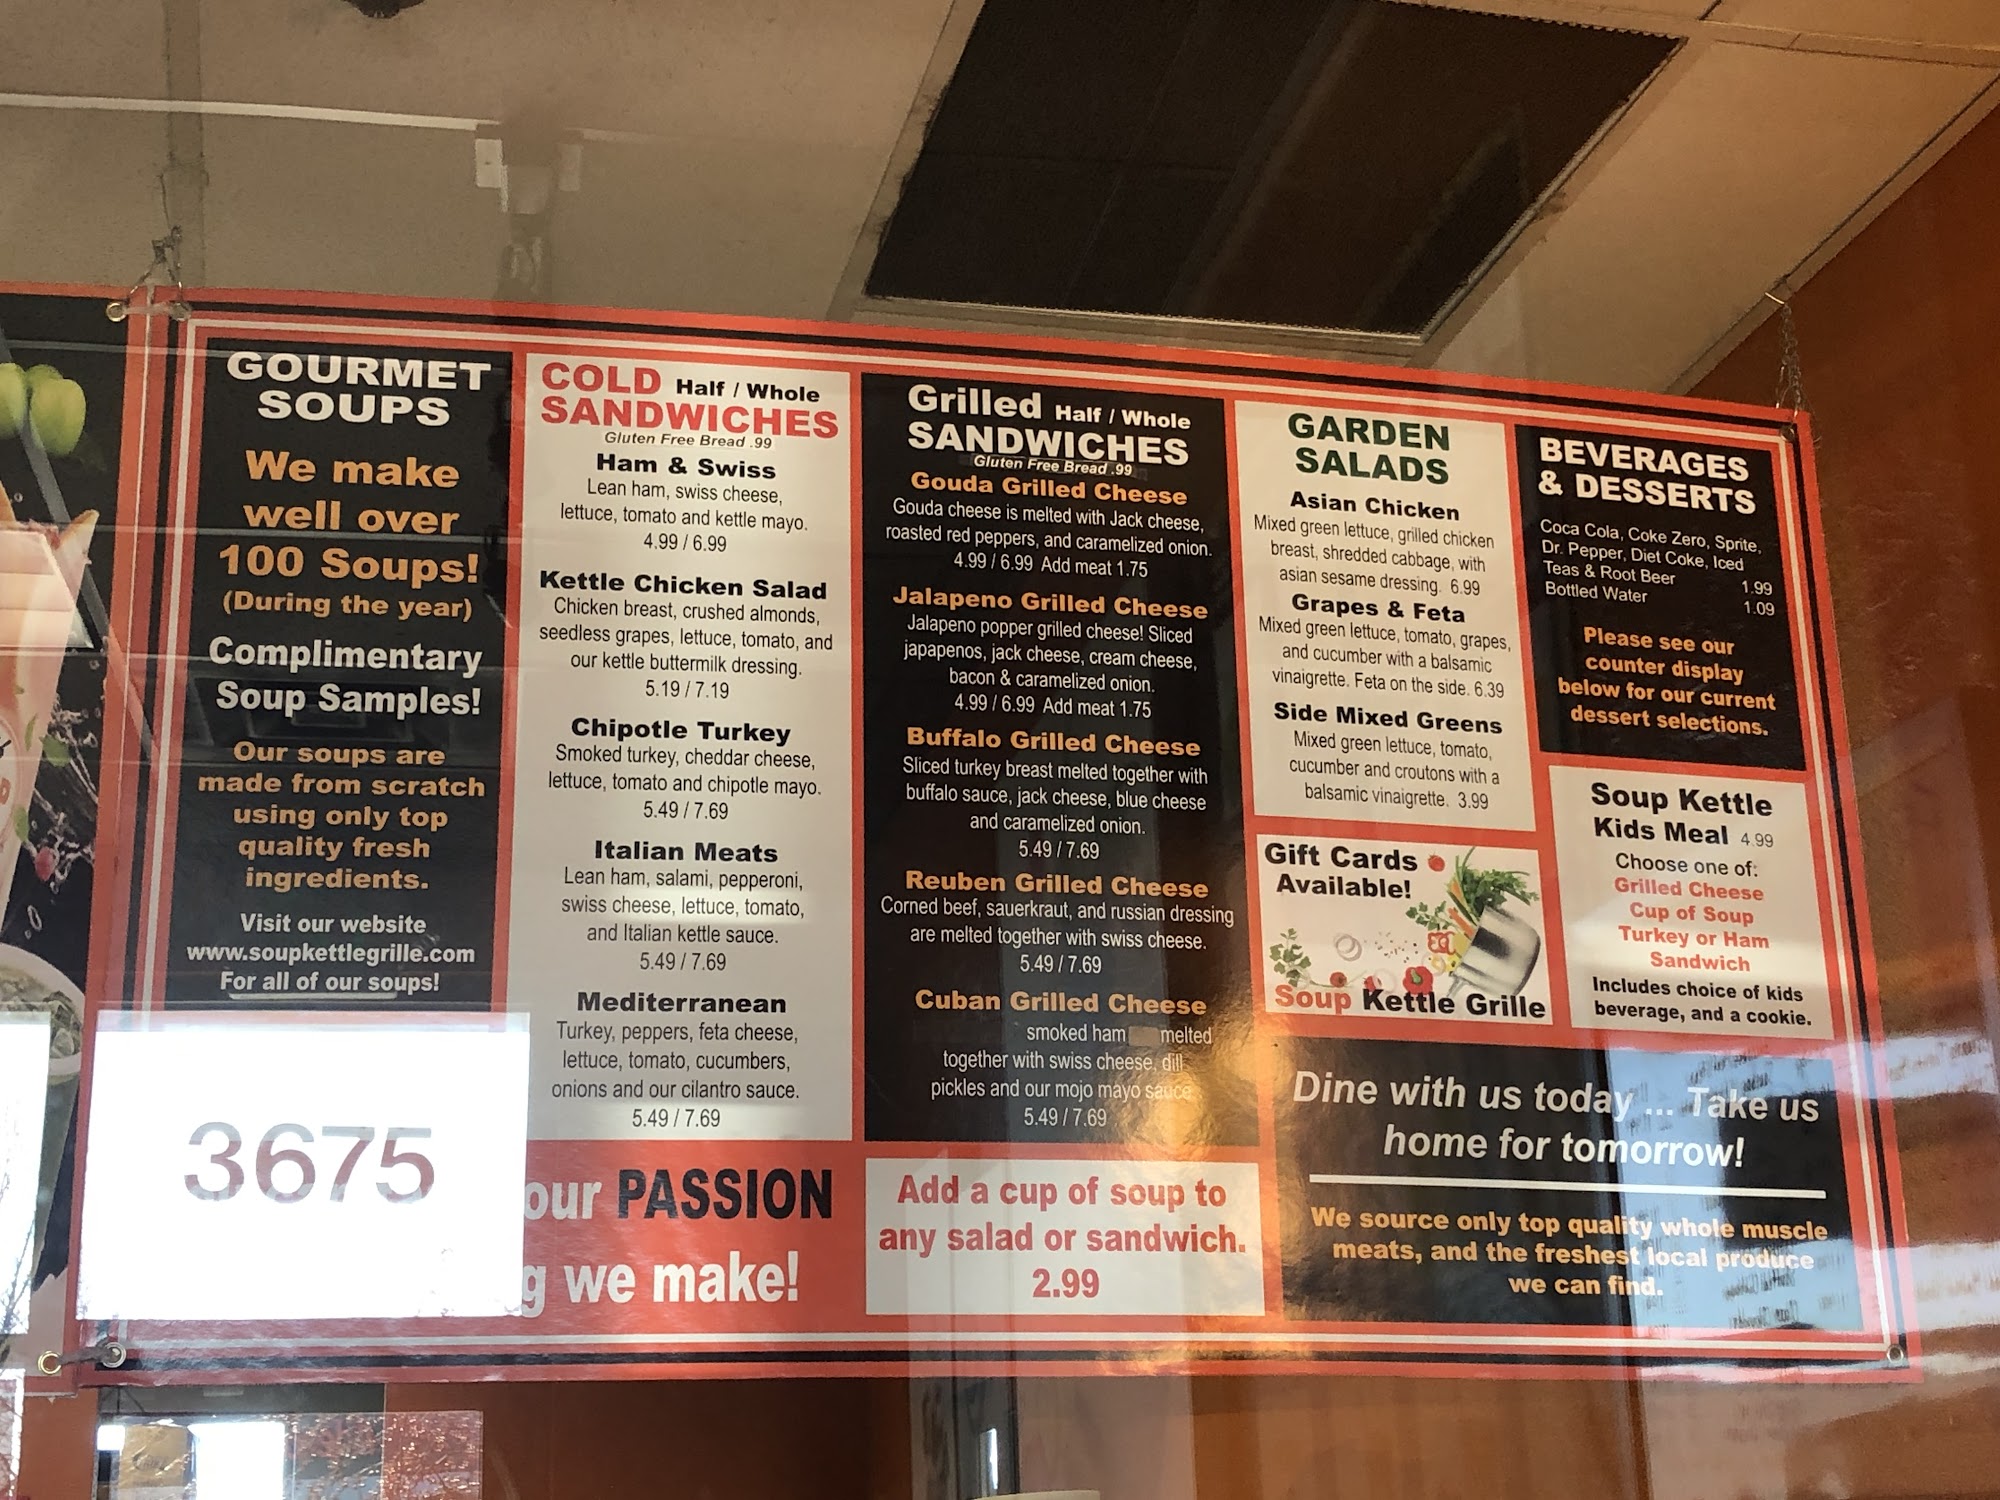 GOURMET
SOUPS
We make
well over
100 Soups!
(During the year)
Complimentary
Soup Samples!
Our soups are
made from scratch
using only top
quality fresh
ingredients.
Visit our website
www.soupkettlegrille.com
For all of our soups!
3675
our PASSION
g we make!
COLD Half / Whole
SANDWICHES
Gluten Free Bread .99
Ham & Swiss
Lean ham, swiss cheese,
lettuce, tomato and kettle mayo.
4.99 / 6.99
Kettle Chicken Salad
Chicken breast, crushed almonds,
seedless grapes, lettuce, tomato, and
our kettle buttermilk dressing.
5.19 / 7.19
Chipotle Turkey
Smoked turkey, cheddar cheese,
lettuce, tomato and chipotle mayo.
5.49 / 7.69
Italian Meats
Lean ham, salami, pepperoni,
swiss cheese, lettuce, tomato,
and Italian kettle sauce.
5.49 / 7.69
Mediterranean
Turkey, peppers, feta cheese,
lettuce, tomato, cucumbers,
onions and our cilantro sauce.
5.49 / 7.69
Grilled Half / Whole
SANDWICHES
Gluten Free Bread .99
Gouda Grilled Cheese
Gouda cheese is melted with Jack cheese,
roasted red peppers, and caramelized onion.
4.99 / 6.99 Add meat 1.75
Jalapeno Grilled Cheese
Jalapeno popper grilled cheese! Sliced
japapenos, jack cheese, cream cheese,
bacon & caramelized onion.
4.99 / 6.99 Add meat 1.75
Buffalo Grilled Cheese
Sliced turkey breast melted together with
buffalo sauce, jack cheese, blue cheese
and caramelized onion.
5.49 / 7.69
Reuben Grilled Cheese
Corned beef, sauerkraut, and russian dressing
are melted together with swiss cheese.
5.49 / 7.69
Cuban Grilled Cheese
smoked ham melted
together with swiss cheese, dill
pickles and our mojo mayo sauce
5.49 / 7.69
Add a cup of soup to
any salad or sandwich.
2.99
GARDEN
SALADS
Asian Chicken
Mixed green lettuce, grilled chicken
breast, shredded cabbage, with
asian sesame dressing. 6.99
Grapes & Feta
Mixed green lettuce, tomato, grapes,
and cucumber with a balsamic
vinaigrette. Feta on the side. 6.39
Side Mixed Greens
Mixed green lettuce, tomato,
cucumber and croutons with a
balsamic vinaigrette. 3.99
Gift Cards
Available!
Soup Kettle Grille
BEVERAGES
& DESSERTS
Coca Cola, Coke Zero, Sprite,
Dr. Pepper, Diet Coke, Iced
Teas & Root Beer 1.99
Bottled Water 1.09
Please see our
counter display
below for our current
dessert selections.
Soup Kettle
Kids Meal 4.99
Choose one of:
Grilled Cheese
Cup of Soup
Turkey or Ham
Sandwich
Includes choice of kids
beverage, and a cookie.
Dine with us today ... Take us
home for tomorrow!
We source only top quality whole muscle
meats, and the freshest local produce
we can find.